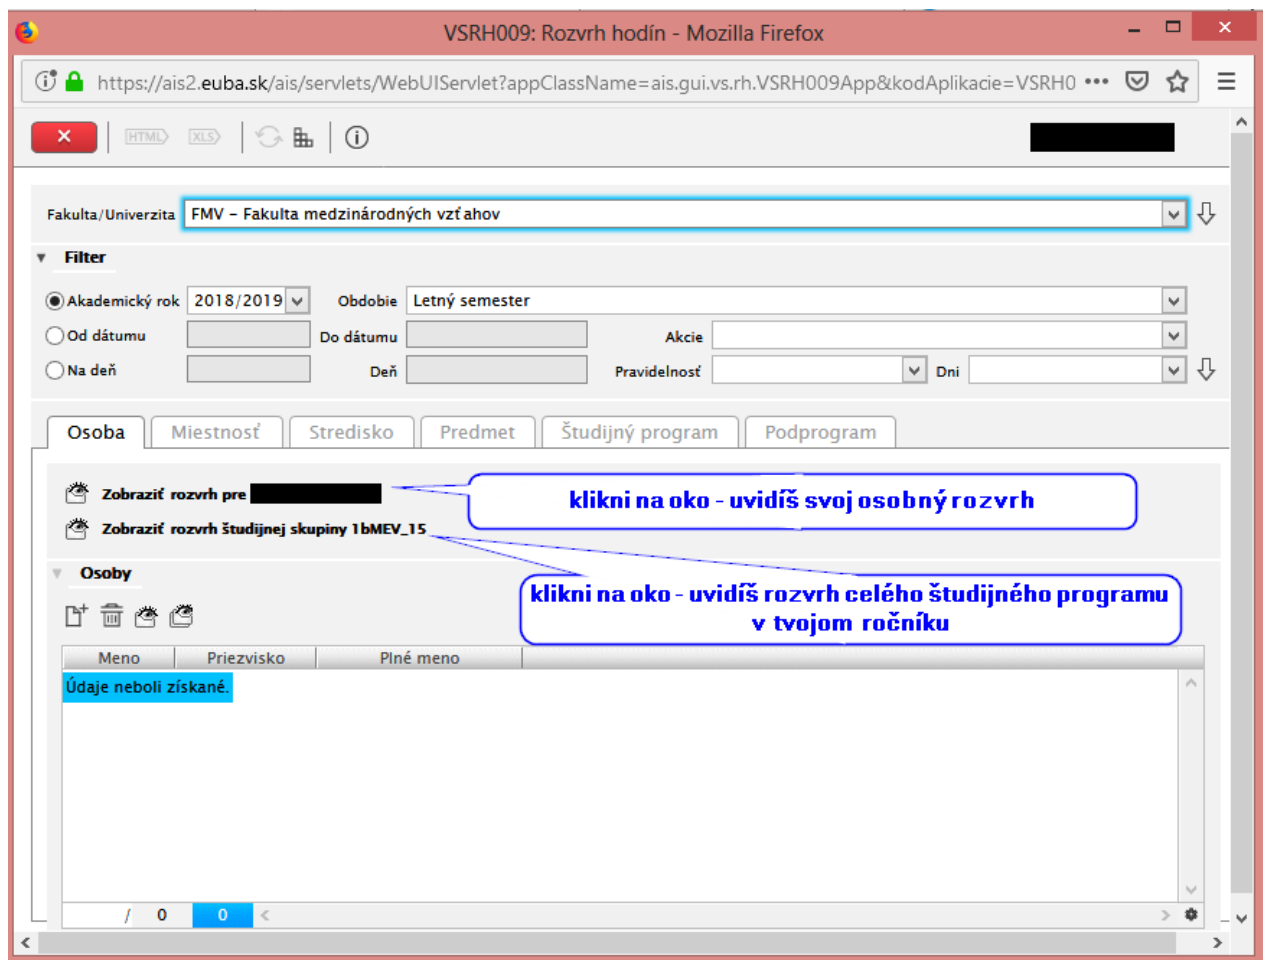 VSRH009: Rozvrh hodín - Mozilla Firefox
https://ais2.euba.sk/ais/servlets/WebUIServlet?appClassName=ais.gui.vs.rh.VSRH009App&kodAplikacie=VSRH0
HTML XLS
Fakulta/Univerzita FMV - Fakulta medzinárodných vzťahov
Filter
Akademický rok 2018/2019 Obdobie Letný semester
Od dátumu Do dátumu Akcie
Na deň Deň Pravidelnosť Dni
Osoba Miestnosť Stredisko Predmet Študijný program Podprogram
Zobraziť rozvrh pre
klikni na oko - uvidíš svoj osobný rozvrh
Zobraziť rozvrh študijnej skupiny 1bMEV_15
Osoby
klikni na oko - uvidíš rozvrh celého študijného programu
v tvojom ročníku
Meno Priezvisko Plné meno
Údaje neboli získané.
/ 0 0